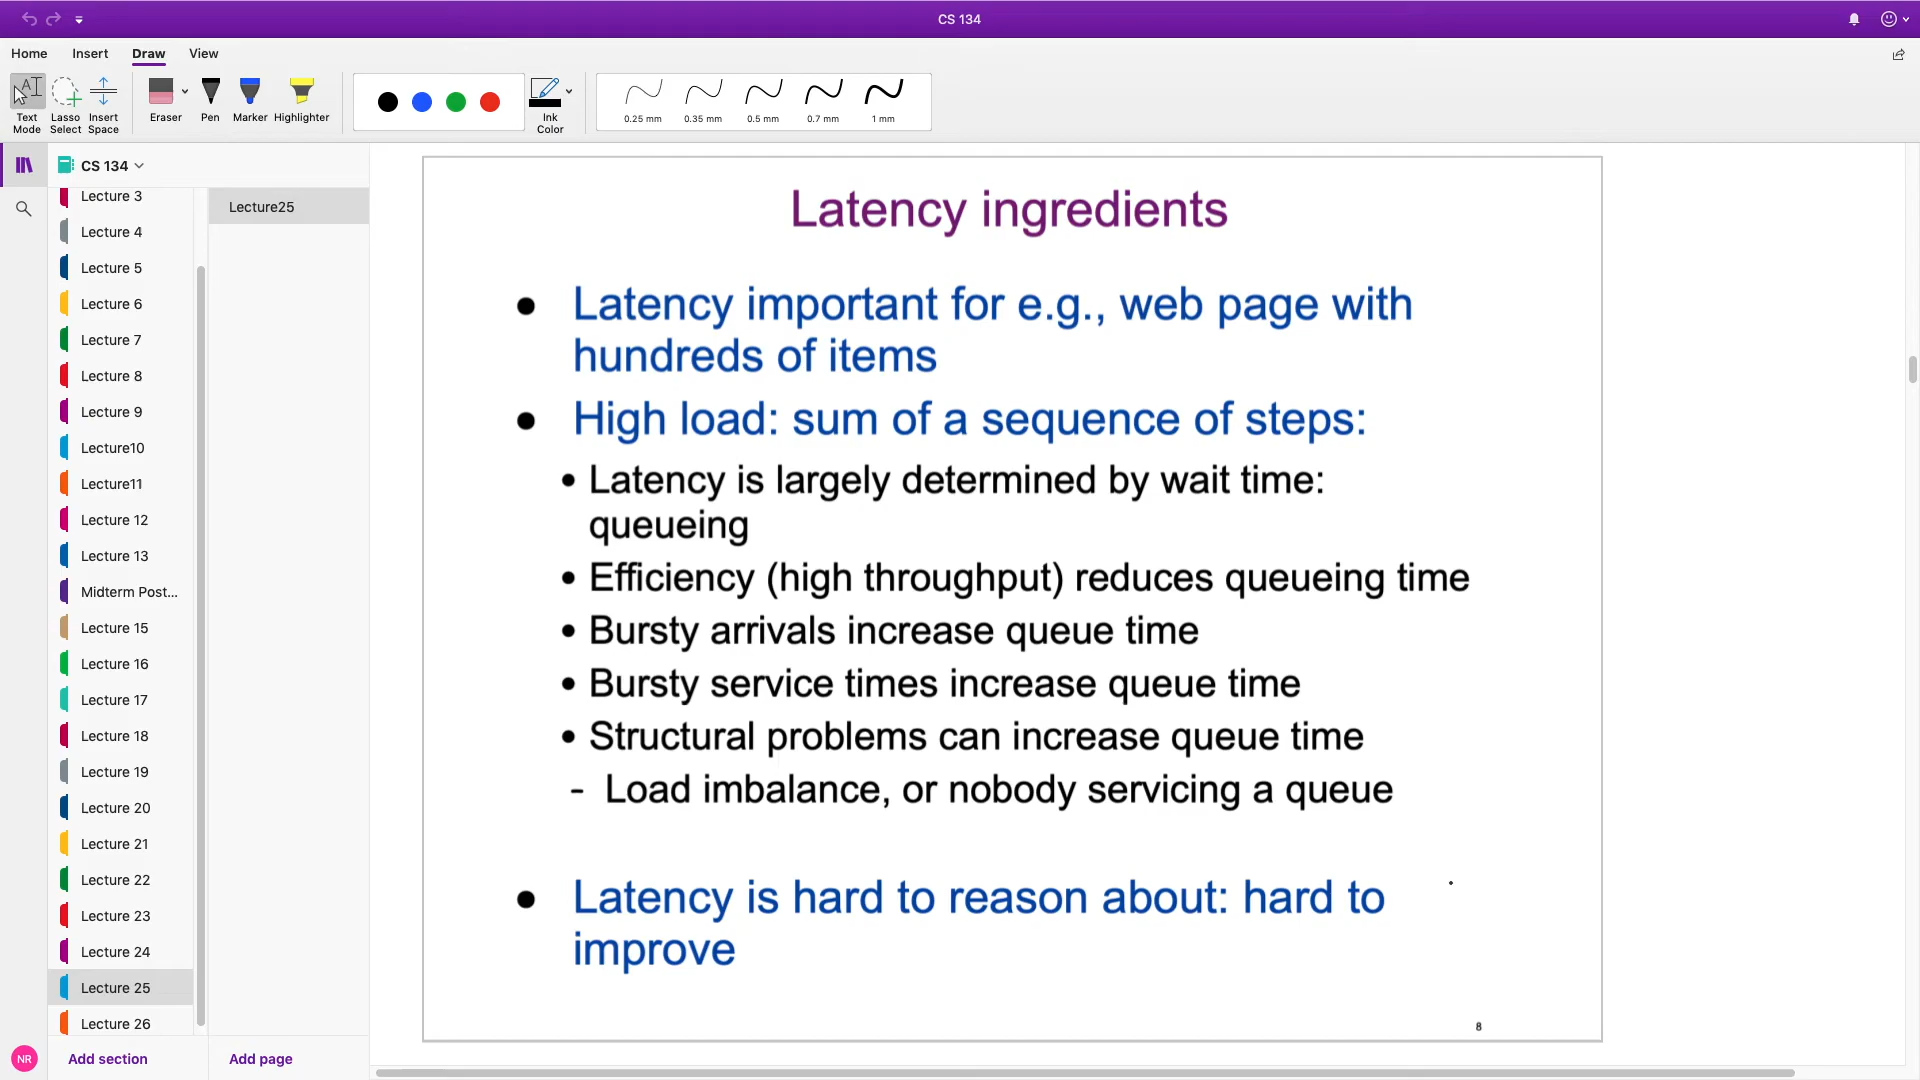 CS 134
Home Insert Draw View
Text Mode
Lasso Select
Insert Space
Eraser
Pen
Marker
Highlighter
Ink Color
0.25 mm
0.35 mm
0.5 mm
0.7 mm
1 mm
CS 134
Lecture 3
Lecture 4
Lecture 5
Lecture 6
Lecture 7
Lecture 8
Lecture 9
Lecture10
Lecture11
Lecture 12
Lecture 13
Midterm Post...
Lecture 15
Lecture 16
Lecture 17
Lecture 18
Lecture 19
Lecture 20
Lecture 21
Lecture 22
Lecture 23
Lecture 24
Lecture 25
Lecture 26
NR
Add section
Lecture25
Add page
Latency ingredients
• Latency important for e.g., web page with
hundreds of items
• High load: sum of a sequence of steps:
• Latency is largely determined by wait time:
queueing
• Efficiency (high throughput) reduces queueing time
• Bursty arrivals increase queue time
• Bursty service times increase queue time
• Structural problems can increase queue time
- Load imbalance, or nobody servicing a queue
• Latency is hard to reason about: hard to
improve
8